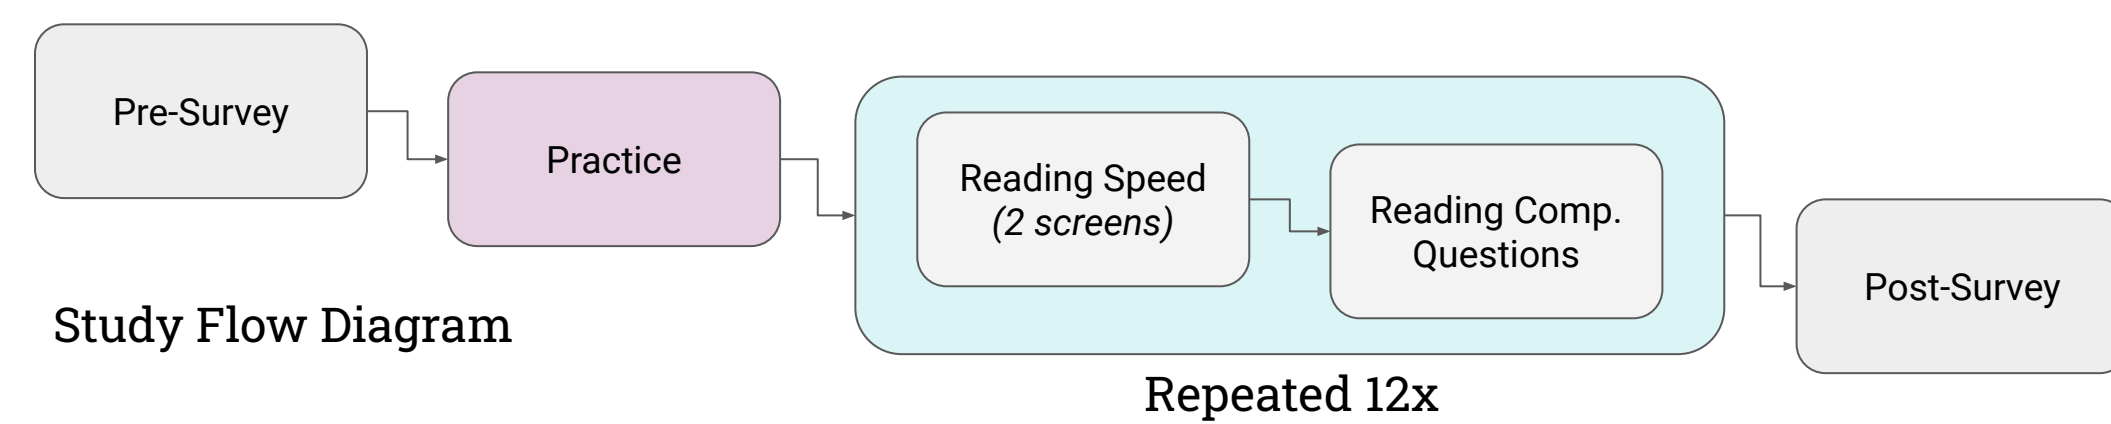 Pre-Survey
Practice
Reading Speed
(2 screens)
Reading Comp.
Questions
Post-Survey
Study Flow Diagram
Repeated 12x